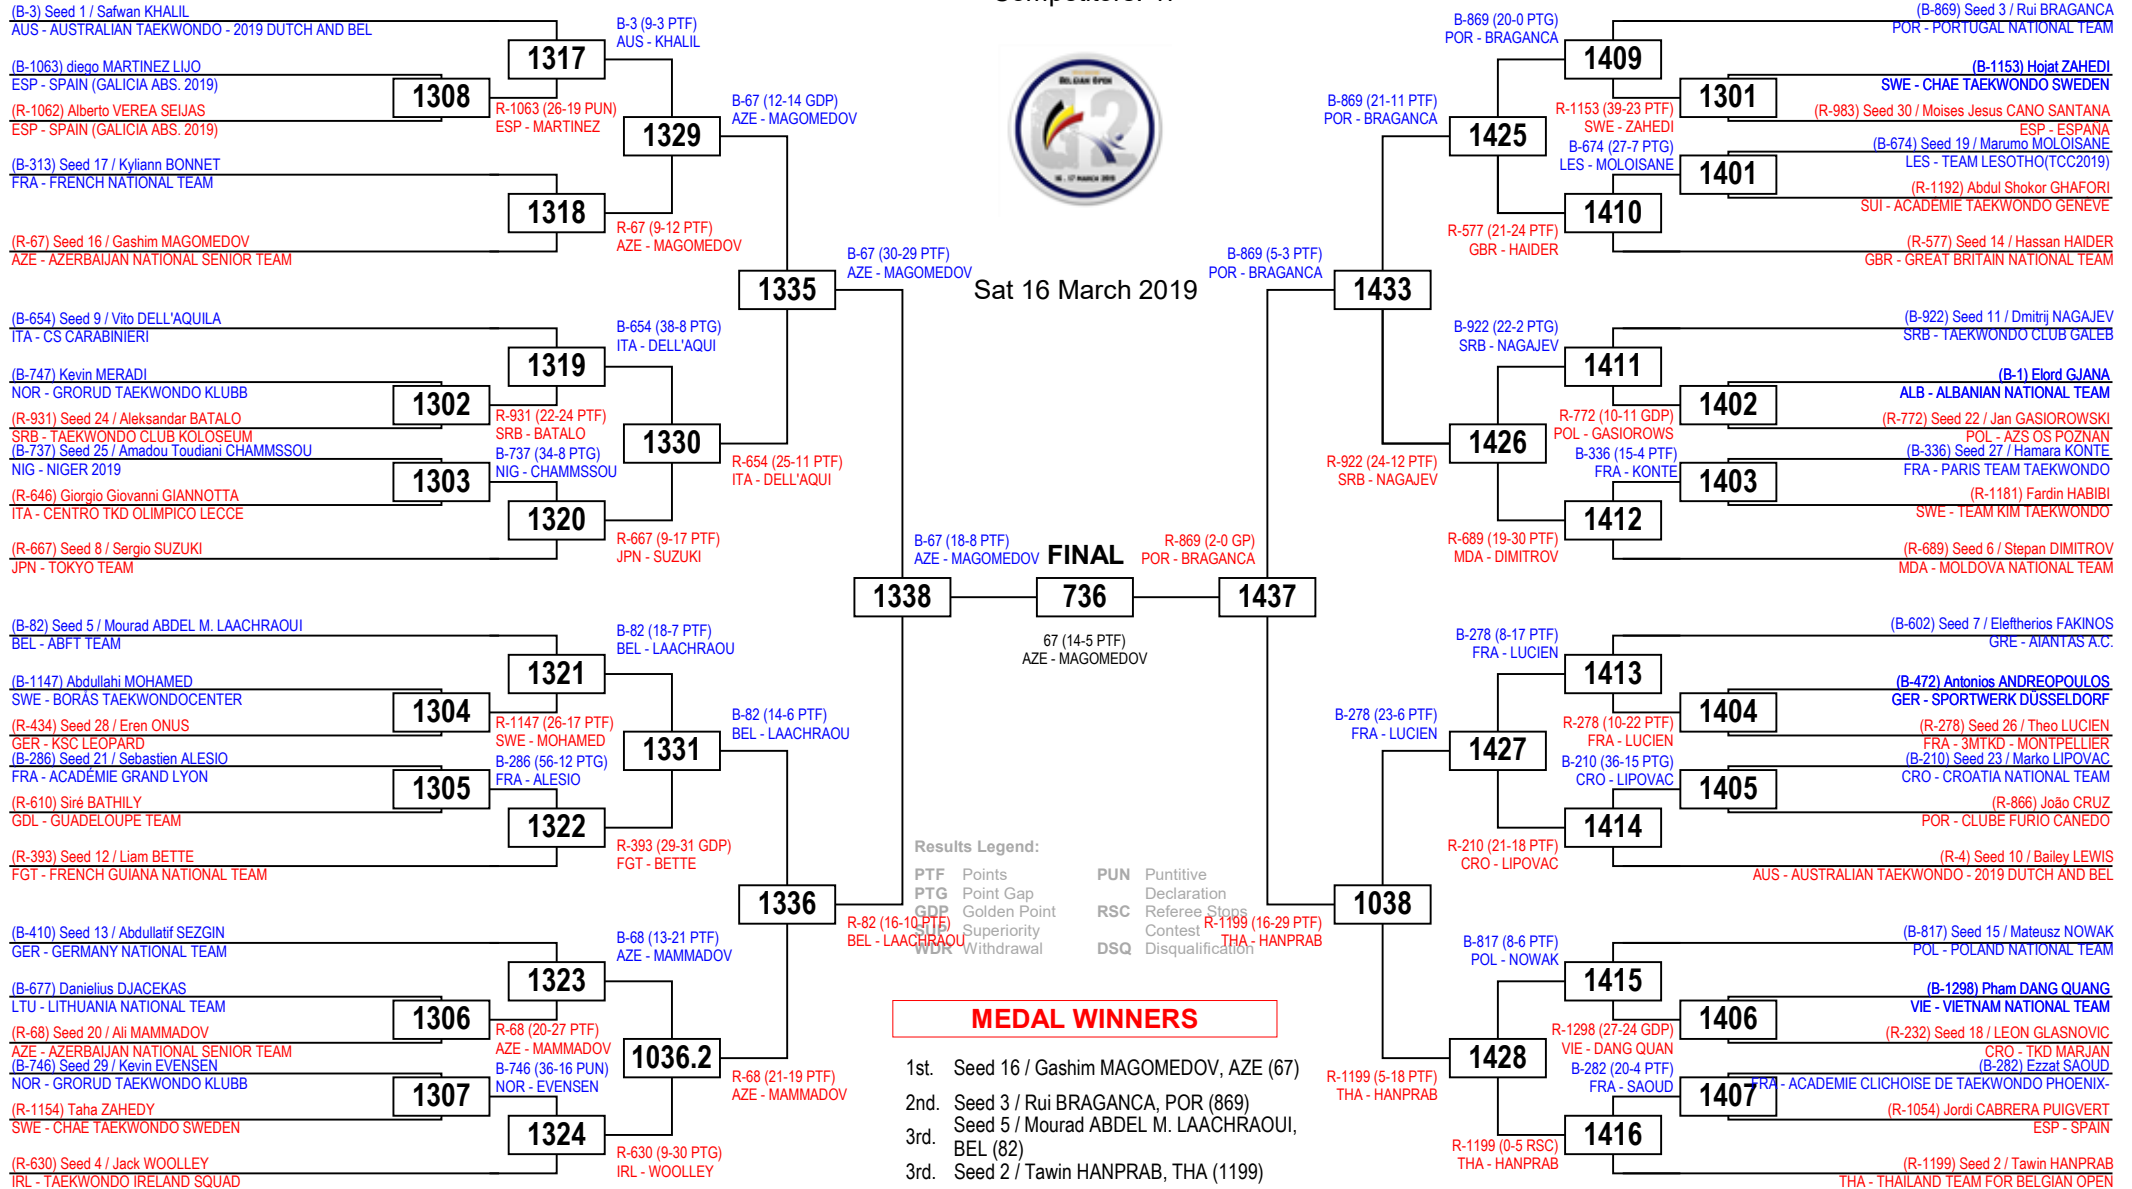 (B-3) Seed 1 / Safwan KHALIL
AUS - AUSTRALIAN TAEKWONDO - 2019 DUTCH AND BEL
(B-1063) diego MARTINEZ LIJO
ESP - SPAIN (GALICIA ABS. 2019)
(R-1062) Alberto VEREA SEIJAS
ESP - SPAIN (GALICIA ABS. 2019)
(B-313) Seed 17 / Kyliann BONNET
FRA - FRENCH NATIONAL TEAM
(R-67) Seed 16 / Gashim MAGOMEDOV
AZE - AZERBAIJAN NATIONAL SENIOR TEAM
(B-654) Seed 9 / Vito DELL'AQUILA
ITA - CS CARABINIERI
(B-747) Kevin MERADI
NOR - GRORUD TAEKWONDO KLUBB
(R-931) Seed 24 / Aleksandar BATALO
SRB - TAEKWONDO CLUB KOLOSEUM
(B-737) Seed 25 / Amadou Toudiani CHAMMSSOU
NIG - NIGER 2019
(R-646) Giorgio Giovanni GIANNOTTA
ITA - CENTRO TKD OLIMPICO LECCE
(R-667) Seed 8 / Sergio SUZUKI
JPN - TOKYO TEAM
(B-82) Seed 5 / Mourad ABDEL M. LAACHRAOUI
BEL - ABFT TEAM
(B-1147) Abdullahi MOHAMED
SWE - BORÅS TAEKWONDOCENTER
(R-434) Seed 28 / Eren ONUS
GER - KSC LEOPARD
(B-286) Seed 21 / Sebastien ALESIO
FRA - ACADÉMIE GRAND LYON
(R-610) Siré BATHILY
GDL - GUADELOUPE TEAM
(R-393) Seed 12 / Liam BETTE
FGT - FRENCH GUIANA NATIONAL TEAM
(B-410) Seed 13 / Abdullatif SEZGIN
GER - GERMANY NATIONAL TEAM
(B-677) Danielius DJACEKAS
LTU - LITHUANIA NATIONAL TEAM
(R-68) Seed 20 / Ali MAMMADOV
AZE - AZERBAIJAN NATIONAL SENIOR TEAM
(B-746) Seed 29 / Kevin EVENSEN
NOR - GRORUD TAEKWONDO KLUBB
(R-1154) Taha ZAHEDY
SWE - CHAE TAEKWONDO SWEDEN
(R-630) Seed 4 / Jack WOOLLEY
IRL - TAEKWONDO IRELAND SQUAD
1308
1302
1303
1304
1305
1306
1307
R-1063 (26-19 PUN)
ESP - MARTINEZ
R-931 (22-24 PTF)
SRB - BATALO
B-737 (34-8 PTG)
NIG - CHAMMSSOU
R-1147 (26-17 PTF)
SWE - MOHAMED
B-286 (56-12 PTG)
FRA - ALESIO
R-68 (20-27 PTF)
AZE - MAMMADOV
B-746 (36-16 PUN)
NOR - EVENSEN
1317
1318
1319
1320
1321
1322
1323
1324
B-3 (9-3 PTF)
AUS - KHALIL
R-67 (9-12 PTF)
AZE - MAGOMEDOV
B-654 (38-8 PTG)
ITA - DELL'AQUI
R-667 (9-17 PTF)
JPN - SUZUKI
B-82 (18-7 PTF)
BEL - LAACHRAOU
R-393 (29-31 GDP)
FGT - BETTE
B-68 (13-21 PTF)
AZE - MAMMADOV
R-630 (9-30 PTG)
IRL - WOOLLEY
1329
1330
1331
1036.2
B-67 (12-14 GDP)
AZE - MAGOMEDOV
R-654 (25-11 PTF)
ITA - DELL'AQUI
B-82 (14-6 PTF)
BEL - LAACHRAOU
R-68 (21-19 PTF)
AZE - MAMMADOV
1335
1336
B-67 (30-29 PTF)
AZE - MAGOMEDOV
R-82 (16-10 PTF)
BEL - LAACHRAOU
1338
B-67 (18-8 PTF)
AZE - MAGOMEDOV
BELGIAN OPEN
G2
16 - 17 MARCH 2019
Sat 16 March 2019
FINAL
736
67 (14-5 PTF)
AZE - MAGOMEDOV
Results Legend:
PTF Points
PTG Point Gap
GDP Golden Point
SUP Superiority
WDR Withdrawal
PUN Puntitive
Declaration
RSC Referee Stops
Contest
DSQ Disqualification
MEDAL WINNERS
1st. Seed 16 / Gashim MAGOMEDOV, AZE (67)
2nd. Seed 3 / Rui BRAGANCA, POR (869)
3rd. Seed 5 / Mourad ABDEL M. LAACHRAOUI,
BEL (82)
3rd. Seed 2 / Tawin HANPRAB, THA (1199)
R-869 (2-0 GP)
POR - BRAGANCA
1437
B-869 (5-3 PTF)
POR - BRAGANCA
R-1199 (16-29 PTF)
THA - HANPRAB
1433
1038
B-869 (21-11 PTF)
POR - BRAGANCA
R-922 (24-12 PTF)
SRB - NAGAJEV
B-278 (23-6 PTF)
FRA - LUCIEN
R-1199 (5-18 PTF)
THA - HANPRAB
1425
1426
1427
1428
B-869 (20-0 PTG)
POR - BRAGANCA
R-577 (21-24 PTF)
GBR - HAIDER
B-922 (22-2 PTG)
SRB - NAGAJEV
R-689 (19-30 PTF)
MDA - DIMITROV
B-278 (8-17 PTF)
FRA - LUCIEN
R-210 (21-18 PTF)
CRO - LIPOVAC
B-817 (8-6 PTF)
POL - NOWAK
R-1199 (0-5 RSC)
THA - HANPRAB
1409
1410
1411
1412
1413
1414
1415
1416
R-1153 (39-23 PTF)
SWE - ZAHEDI
B-674 (27-7 PTG)
LES - MOLOISANE
R-772 (10-11 GDP)
POL - GASIOROWS
B-336 (15-4 PTF)
FRA - KONTE
R-278 (10-22 PTF)
FRA - LUCIEN
B-210 (36-15 PTG)
CRO - LIPOVAC
R-1298 (27-24 GDP)
VIE - DANG QUAN
B-282 (20-4 PTF)
FRA - SAOUD
1301
1401
1402
1403
1404
1405
1406
1407
(B-869) Seed 3 / Rui BRAGANCA
POR - PORTUGAL NATIONAL TEAM
(B-1153) Hojat ZAHEDI
SWE - CHAE TAEKWONDO SWEDEN
(R-983) Seed 30 / Moises Jesus CANO SANTANA
ESP - ESPAÑA
(B-674) Seed 19 / Marumo MOLOISANE
LES - TEAM LESOTHO(TCC2019)
(R-1192) Abdul Shokor GHAFORI
SUI - ACADÉMIE TAEKWONDO GENÈVE
(R-577) Seed 14 / Hassan HAIDER
GBR - GREAT BRITAIN NATIONAL TEAM
(B-922) Seed 11 / Dmitrij NAGAJEV
SRB - TAEKWONDO CLUB GALEB
(B-1) Elord GJANA
ALB - ALBANIAN NATIONAL TEAM
(R-772) Seed 22 / Jan GASIOROWSKI
POL - AZS OS POZNAN
(B-336) Seed 27 / Hamara KONTE
FRA - PARIS TEAM TAEKWONDO
(R-1181) Fardin HABIBI
SWE - TEAM KIM TAEKWONDO
(R-689) Seed 6 / Stepan DIMITROV
MDA - MOLDOVA NATIONAL TEAM
(B-602) Seed 7 / Eleftherios FAKINOS
GRE - AIANTAS A.C.
(B-472) Antonios ANDREOPOULOS
GER - SPORTWERK DÜSSELDORF
(R-278) Seed 26 / Theo LUCIEN
FRA - 3MTKD - MONTPELLIER
(B-210) Seed 23 / Marko LIPOVAC
CRO - CROATIA NATIONAL TEAM
(R-866) João CRUZ
POR - CLUBE FURIO CANEDO
(R-4) Seed 10 / Bailey LEWIS
AUS - AUSTRALIAN TAEKWONDO - 2019 DUTCH AND BEL
(B-817) Seed 15 / Mateusz NOWAK
POL - POLAND NATIONAL TEAM
(B-1298) Pham DANG QUANG
VIE - VIETNAM NATIONAL TEAM
(R-232) Seed 18 / LEON GLASNOVIC
CRO - TKD MARJAN
(B-282) Ezzat SAOUD
FRA - ACADEMIE CLICHOISE DE TAEKWONDO PHOENIX-
(R-1054) Jordi CABRERA PUIGVERT
ESP - SPAIN
(R-1199) Seed 2 / Tawin HANPRAB
THA - THAILAND TEAM FOR BELGIAN OPEN